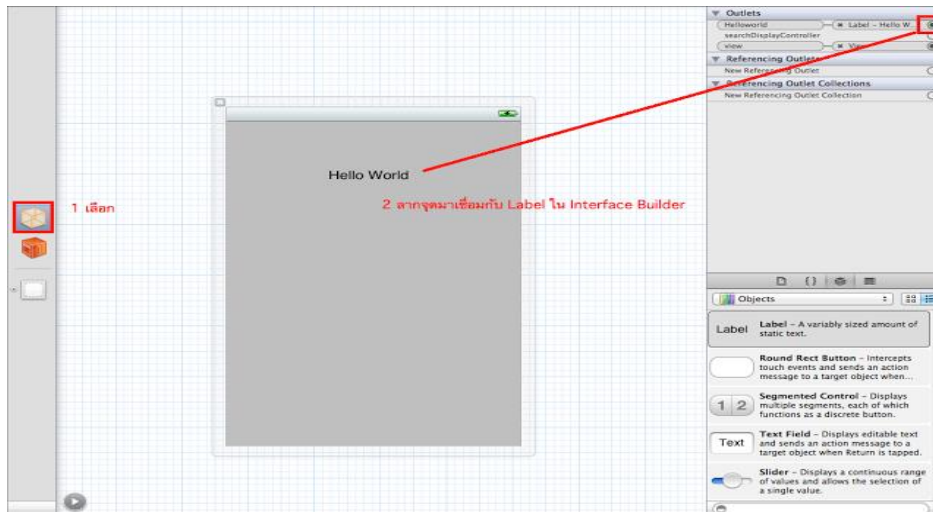 Outlets
Helloworld
Label - Hello W...
searchDisplayController
view
Referencing Outlets
New Referencing Outlet
Referencing Outlet Collections
New Referencing Outlet Collection
Hello World
1 เลือก
2 ลากจุดมาเชื่อมกับ Label ใน Interface Builder
{}
Objects
Label
Label - A variably sized amount of
static text.
Round Rect Button - Intercepts
touch events and sends an action
message to a target object when...
1 2
Segmented Control - Displays
multiple segments, each of which
functions as a discrete button.
Text
Text Field - Displays editable text
and sends an action message to a
target object when Return is tapped.
Slider - Displays a continuous range
of values and allows the selection of
a single value.